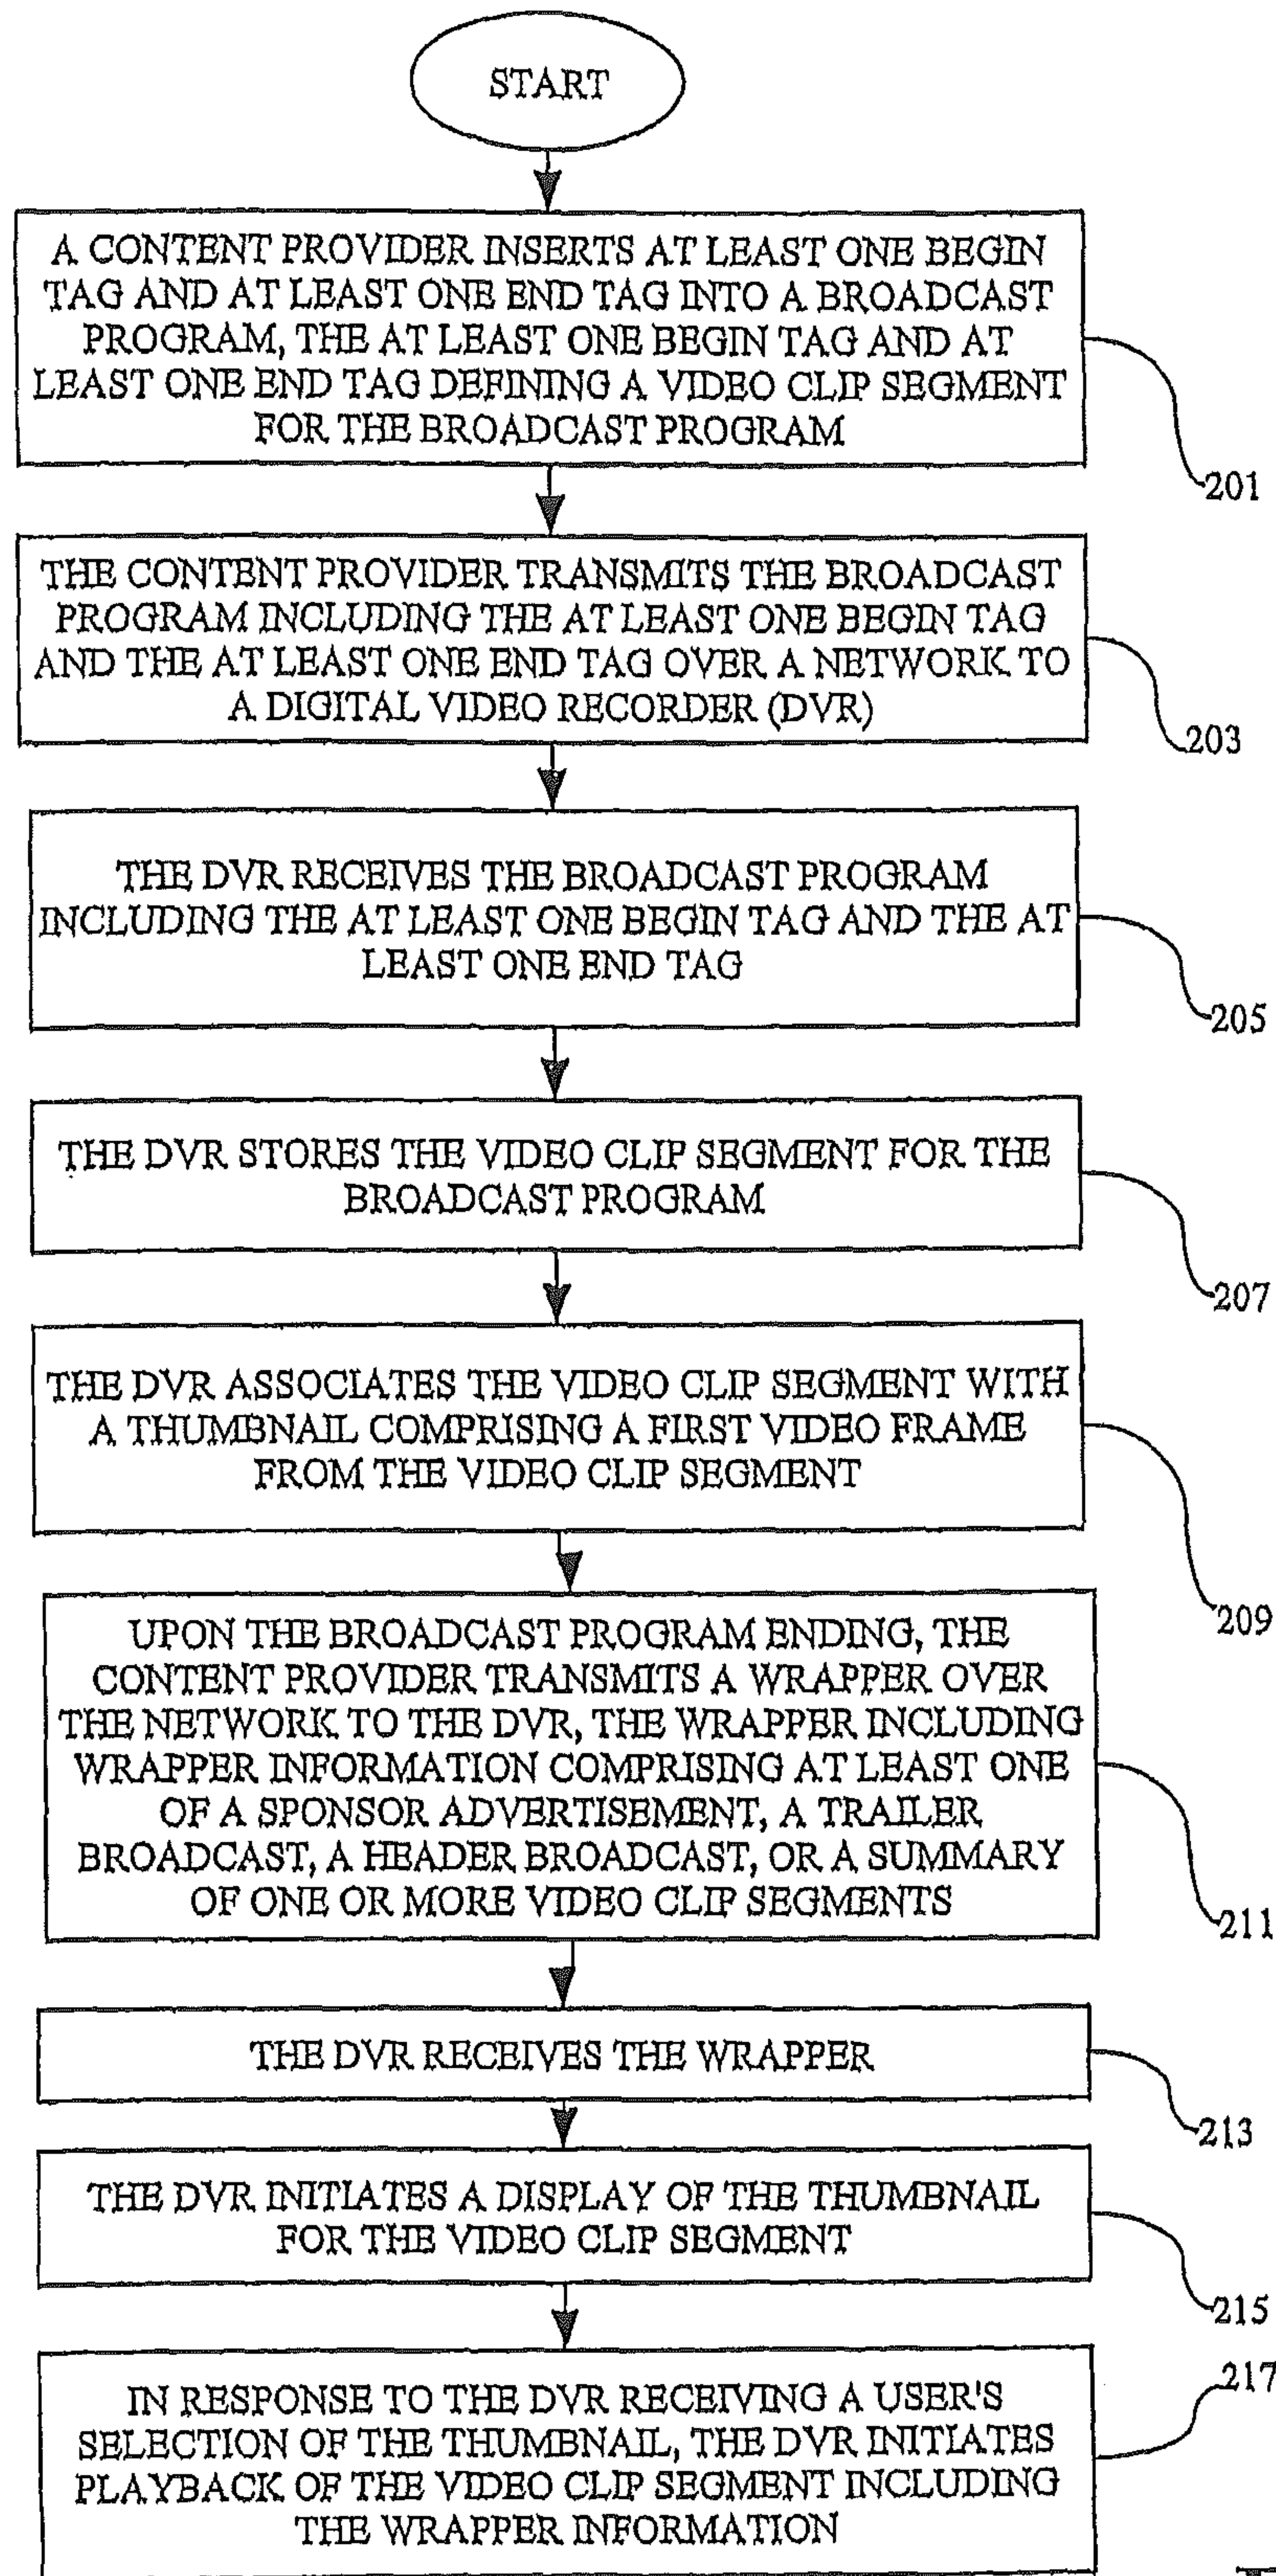 START
A CONTENT PROVIDER INSERTS AT LEAST ONE BEGIN
TAG AND AT LEAST ONE END TAG INTO A BROADCAST
PROGRAM, THE AT LEAST ONE BEGIN TAG AND AT
LEAST ONE END TAG DEFINING A VIDEO CLIP SEGMENT
FOR THE BROADCAST PROGRAM
201
THE CONTENT PROVIDER TRANSMITS THE BROADCAST
PROGRAM INCLUDING THE AT LEAST ONE BEGIN TAG
AND THE AT LEAST ONE END TAG OVER A NETWORK TO
A DIGITAL VIDEO RECORDER (DVR)
203
THE DVR RECEIVES THE BROADCAST PROGRAM
INCLUDING THE AT LEAST ONE BEGIN TAG AND THE AT
LEAST ONE END TAG
205
THE DVR STORES THE VIDEO CLIP SEGMENT FOR THE
BROADCAST PROGRAM
207
THE DVR ASSOCIATES THE VIDEO CLIP SEGMENT WITH
A THUMBNAIL COMPRISING A FIRST VIDEO FRAME
FROM THE VIDEO CLIP SEGMENT
209
UPON THE BROADCAST PROGRAM ENDING, THE
CONTENT PROVIDER TRANSMITS A WRAPPER OVER
THE NETWORK TO THE DVR, THE WRAPPER INCLUDING
WRAPPER INFORMATION COMPRISING AT LEAST ONE
OF A SPONSOR ADVERTISEMENT, A TRAILER
BROADCAST, A HEADER BROADCAST, OR A SUMMARY
OF ONE OR MORE VIDEO CLIP SEGMENTS
211
THE DVR RECEIVES THE WRAPPER
213
THE DVR INITIATES A DISPLAY OF THE THUMBNAIL
FOR THE VIDEO CLIP SEGMENT
215
217
IN RESPONSE TO THE DVR RECEIVING A USER'S
SELECTION OF THE THUMBNAIL, THE DVR INITIATES
PLAYBACK OF THE VIDEO CLIP SEGMENT INCLUDING
THE WRAPPER INFORMATION